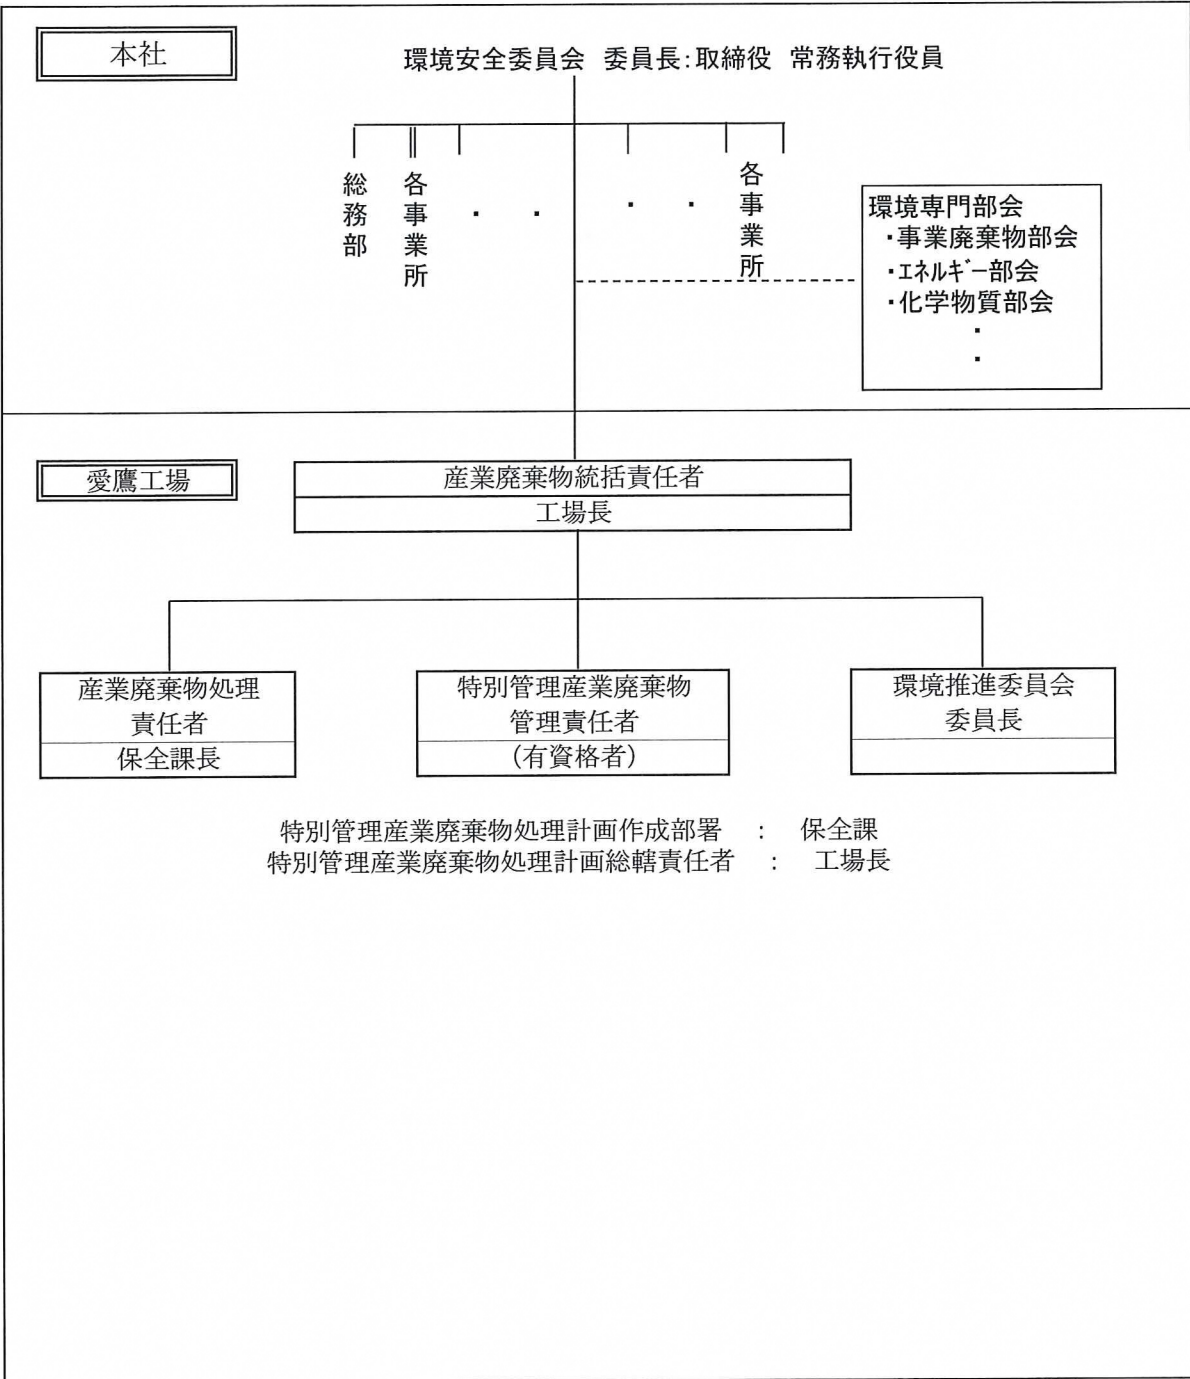 本社
環境安全委員会 委員長:取締役 常務執行役員
総務部
各事業所
・ ・ ・ ・
各事業所
環境専門部会
・事業廃棄物部会
・エネルギー部会
・化学物質部会
・
・
愛鷹工場
産業廃棄物統括責任者
工場長
産業廃棄物処理
責任者
保全課長
特別管理産業廃棄物
管理責任者
(有資格者)
環境推進委員会
委員長
特別管理産業廃棄物処理計画作成部署 : 保全課
特別管理産業廃棄物処理計画総轄責任者 : 工場長